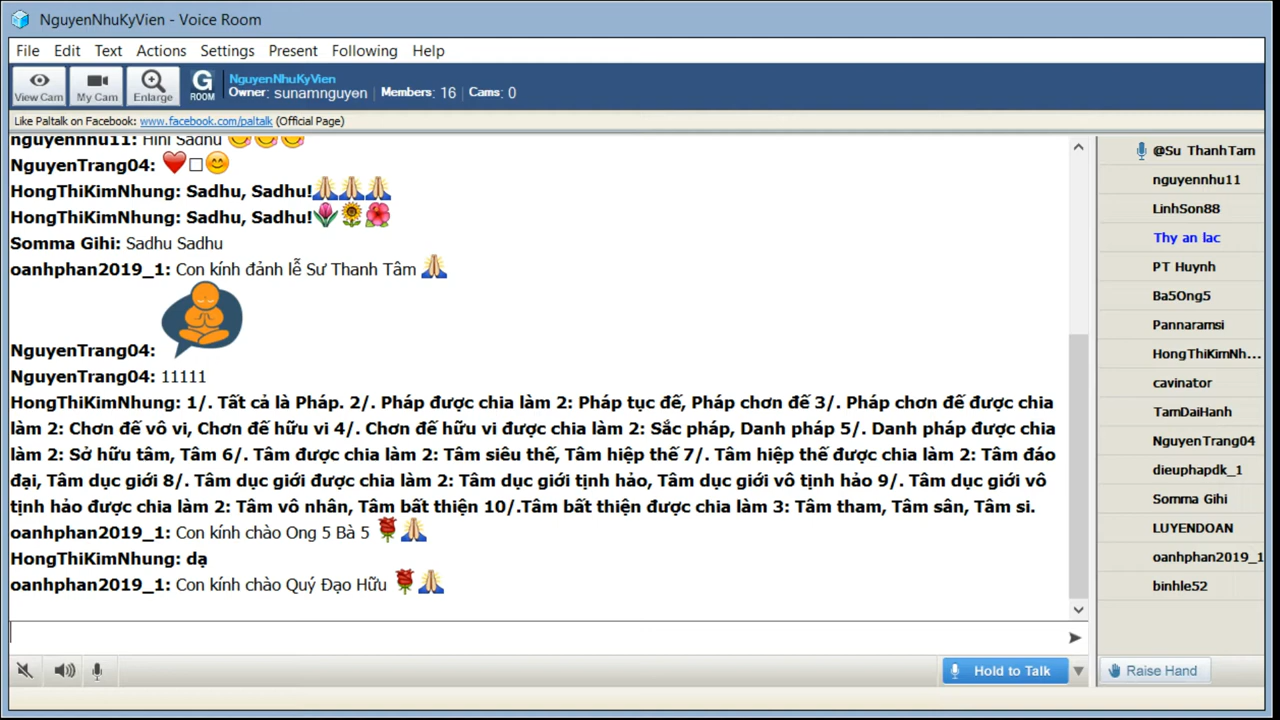 NguyenNhuKyVien - Voice Room
File Edit Text Actions Settings Present Following Help
View Cam My Cam Enlarge G ROOM
NguyenNhuKyVien
Owner: sunamnguyen | Members: 16 | Cams: 0
Like Paltalk on Facebook: www.facebook.com/paltalk (Official Page)
nguyennhu11: Hihi Sadhu
NguyenTrang04:
HongThiKimNhung: Sadhu, Sadhu!
HongThiKimNhung: Sadhu, Sadhu!
Somma Gihi: Sadhu Sadhu
oanhphan2019_1: Con kính đảnh lễ Sư Thanh Tâm
NguyenTrang04:
NguyenTrang04: 11111
HongThiKimNhung: 1/. Tất cả là Pháp. 2/. Pháp được chia làm 2: Pháp tục đế, Pháp chơn đế 3/. Pháp chơn đế được chia
làm 2: Chơn đế vô vi, Chơn đế hữu vi 4/. Chơn đế hữu vi được chia làm 2: Sắc pháp, Danh pháp 5/. Danh pháp được chia
làm 2: Sở hữu tâm, Tâm 6/. Tâm được chia làm 2: Tâm siêu thế, Tâm hiệp thế 7/. Tâm hiệp thế được chia làm 2: Tâm đáo
đại, Tâm dục giới 8/. Tâm dục giới được chia làm 2: Tâm dục giới tịnh hảo, Tâm dục giới vô tịnh hảo 9/. Tâm dục giới vô
tịnh hảo được chia làm 2: Tâm vô nhân, Tâm bất thiện 10/.Tâm bất thiện được chia làm 3: Tâm tham, Tâm sân, Tâm si.
oanhphan2019_1: Con kính chào Ong 5 Bà 5
HongThiKimNhung: dạ
oanhphan2019_1: Con kính chào Quý Đạo Hữu
Hold to Talk
@Su ThanhTam
nguyennhu11
LinhSon88
Thy an lac
PT Huynh
Ba5Ong5
Pannaramsi
HongThiKimNh...
cavinator
TamDaiHanh
NguyenTrang04
dieuphapdk_1
Somma Gihi
LUYENDOAN
oanhphan2019_1
binhle52
Raise Hand